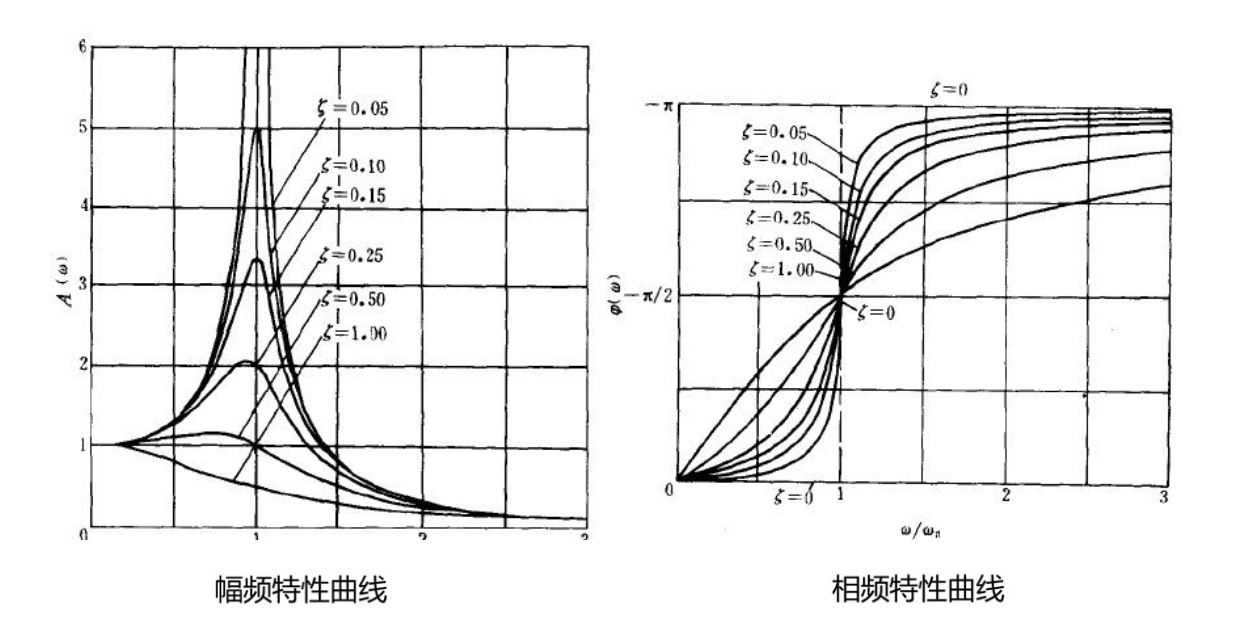 6
5
4
3
2
1
0
1
2
3
A (ω)
ζ=0.05
ζ=0.10
ζ=0.15
ζ=0.25
ζ=0.50
ζ=1.00
幅频特性曲线
ζ=0
-π
ζ=0.05
ζ=0.10
ζ=0.15
ζ=0.25
ζ=0.50
ζ=1.00
φ(ω)
-π/2
ζ=0
ζ=0
0
1
2
3
ω/ωn
相频特性曲线